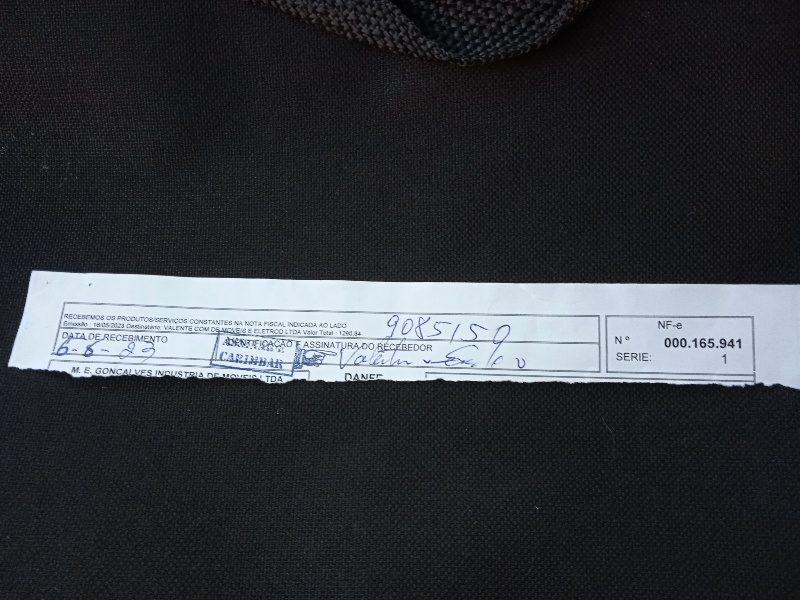 RECEBEMOS OS PRODUTOS/SERVIÇOS CONSTANTES NA NOTA FISCAL INDICADA AO LADO
Emissão : 16/05/2023 Destinatário: VALENTE COM DE MOVEIS E ELETROD LTDA Valor Total : 1290,84
9085150
DATA DE RECEBIMENTO
6-6-23
IDENTIFICAÇÃO E ASSINATURA DO RECEBEDOR
CARIMBAR
NF-e
Nº 000.165.941
SERIE: 1
M. E. GONCALVES INDUSTRIA DE MOVEIS LTDA
DANFE